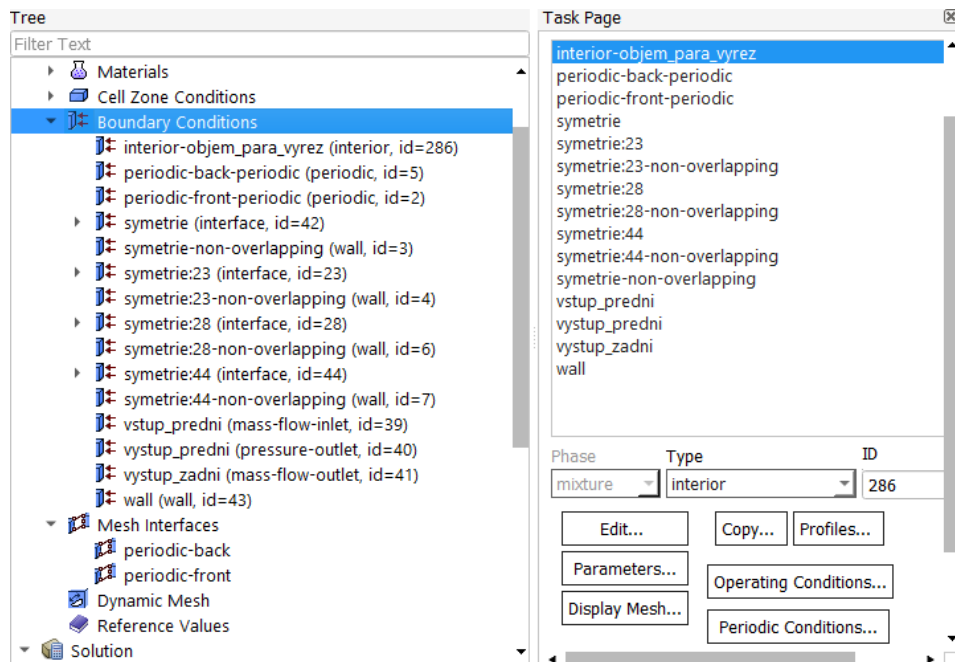 Tree
Filter Text
Materials
Cell Zone Conditions
Boundary Conditions
interior-objem_para_vyrez (interior, id=286)
periodic-back-periodic (periodic, id=5)
periodic-front-periodic (periodic, id=2)
symetrie (interface, id=42)
symetrie-non-overlapping (wall, id=3)
symetrie:23 (interface, id=23)
symetrie:23-non-overlapping (wall, id=4)
symetrie:28 (interface, id=28)
symetrie:28-non-overlapping (wall, id=6)
symetrie:44 (interface, id=44)
symetrie:44-non-overlapping (wall, id=7)
vstup_predni (mass-flow-inlet, id=39)
vystup_predni (pressure-outlet, id=40)
vystup_zadni (mass-flow-outlet, id=41)
wall (wall, id=43)
Mesh Interfaces
periodic-back
periodic-front
Dynamic Mesh
Reference Values
Solution
Task Page
interior-objem_para_vyrez
periodic-back-periodic
periodic-front-periodic
symetrie
symetrie:23
symetrie:23-non-overlapping
symetrie:28
symetrie:28-non-overlapping
symetrie:44
symetrie:44-non-overlapping
symetrie-non-overlapping
vstup_predni
vystup_predni
vystup_zadni
wall
Phase Type ID
mixture interior 286
Edit... Copy... Profiles...
Parameters... Operating Conditions...
Display Mesh... Periodic Conditions...